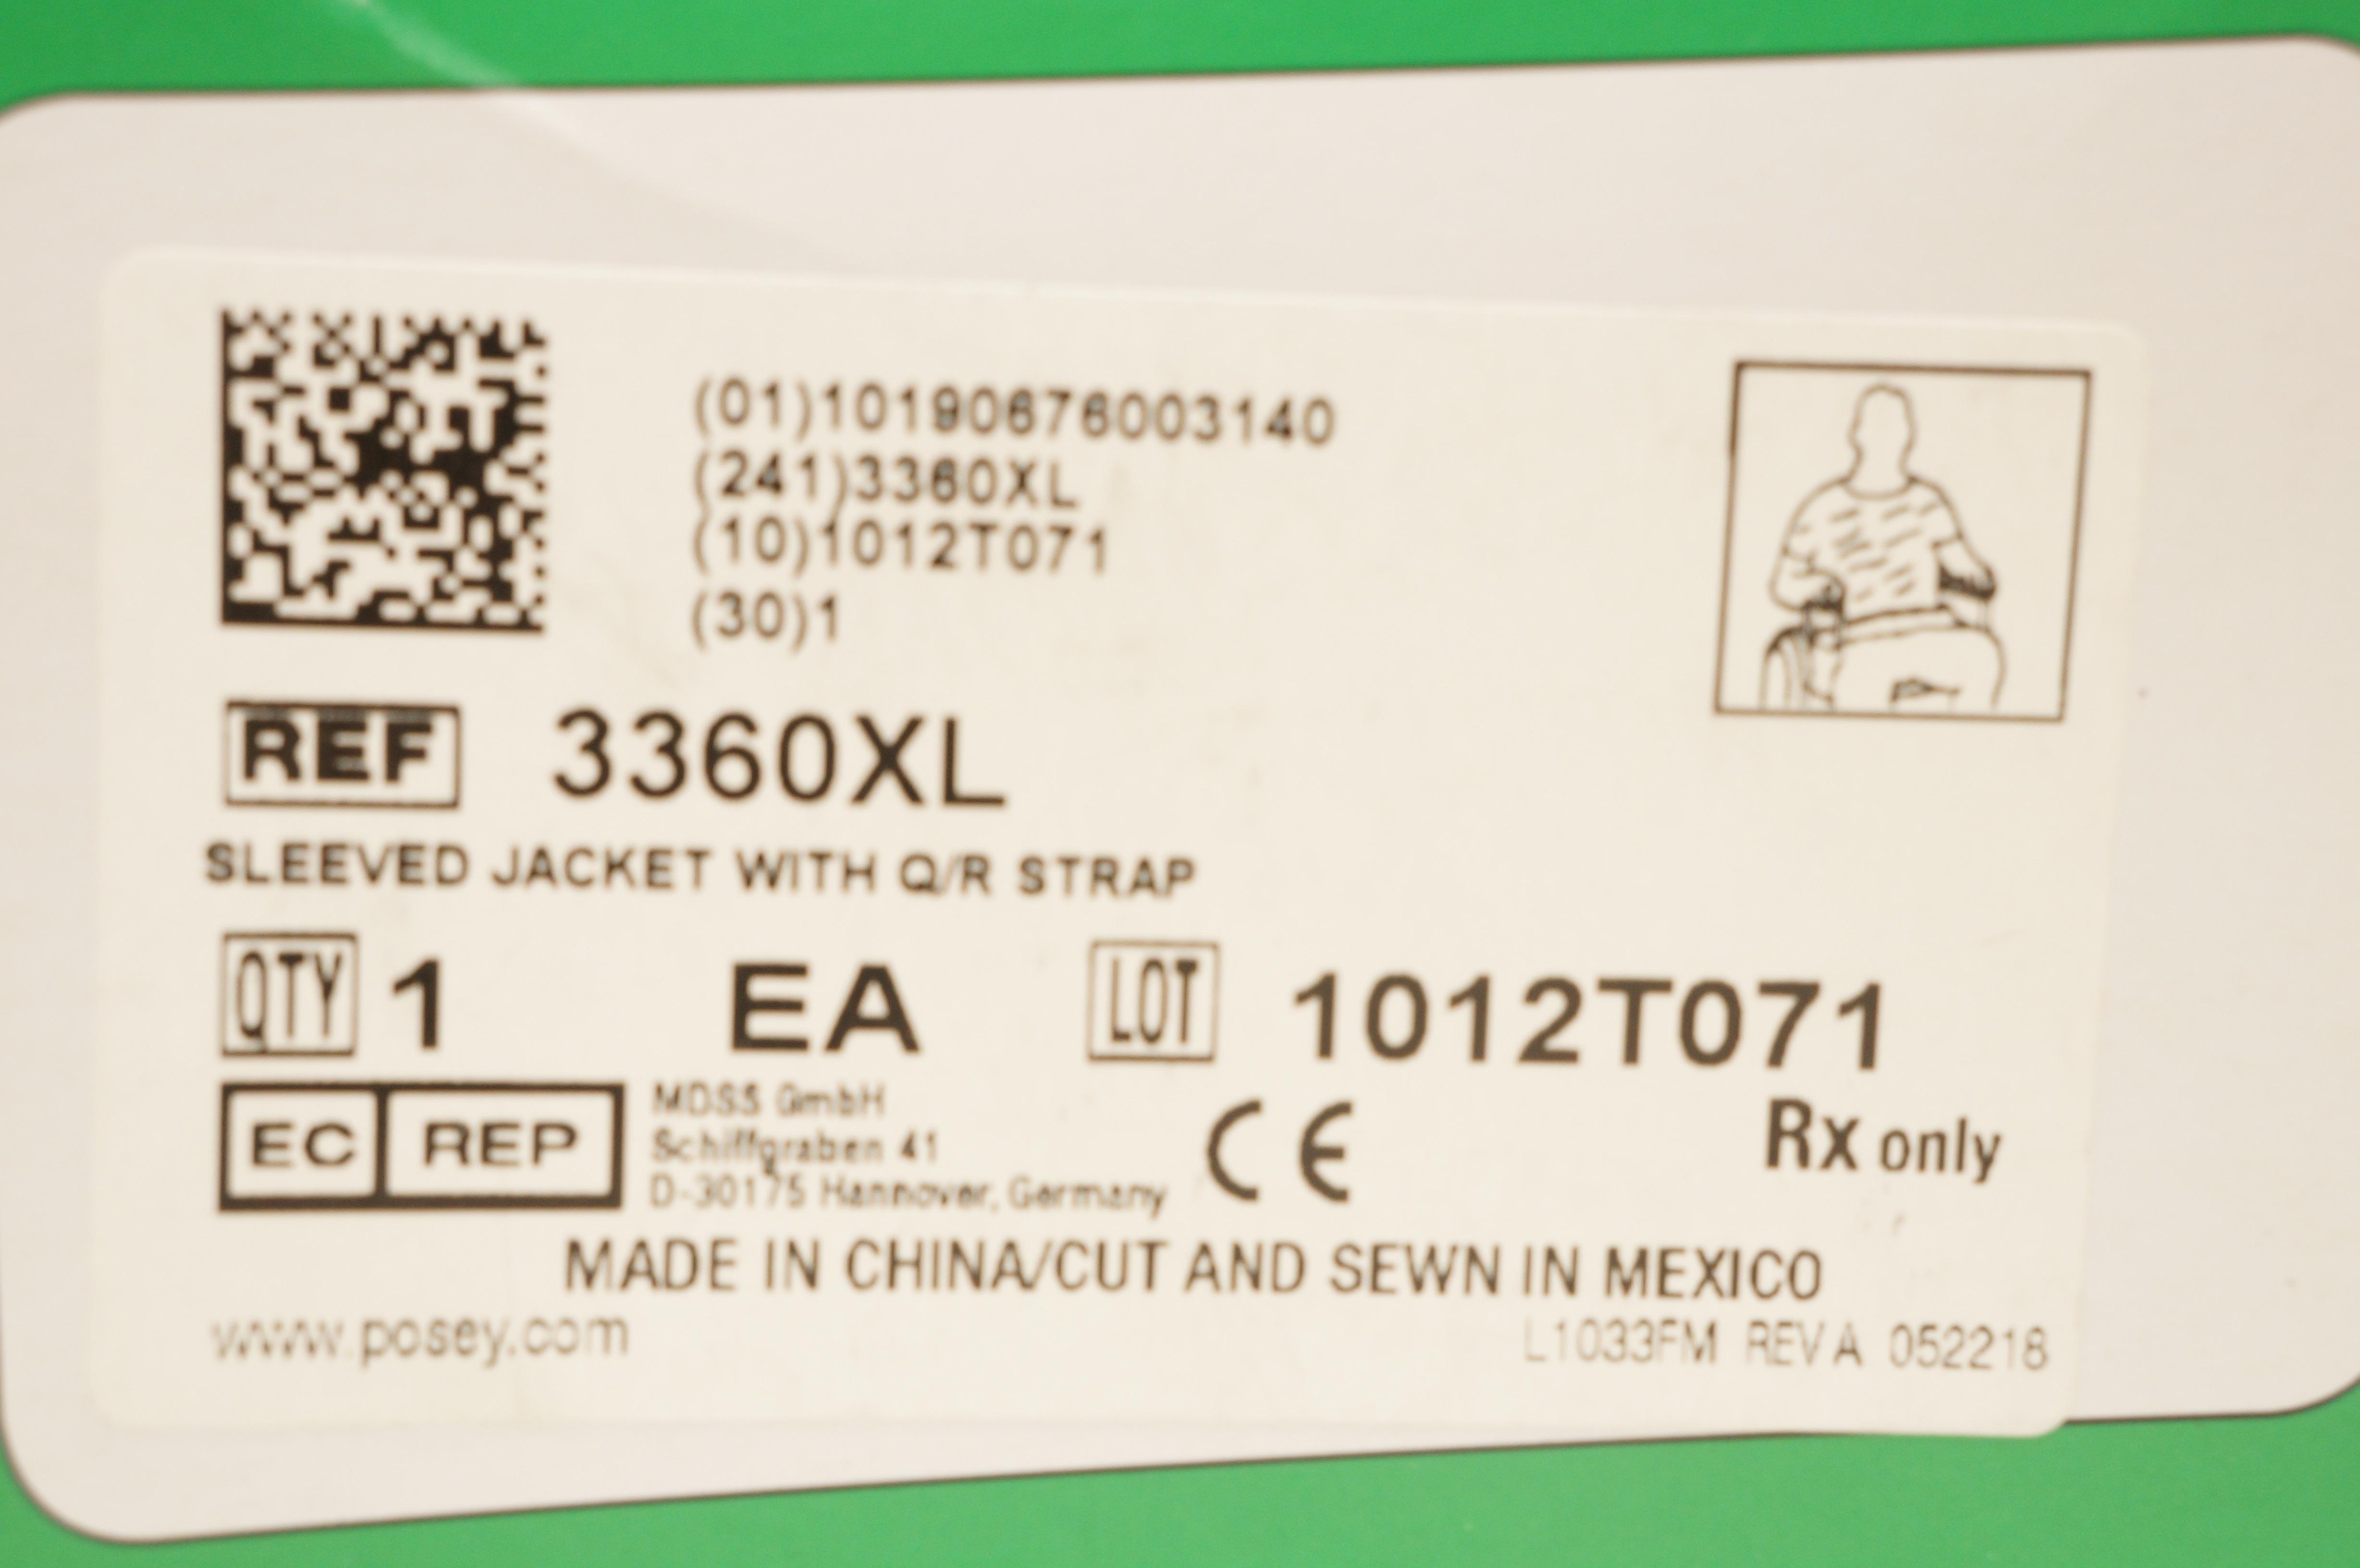 (01)10190676003140
(241)3360XL
(10)1012T071
(30)1
REF 3360XL
SLEEVED JACKET WITH Q/R STRAP
QTY 1 EA LOT 1012T071
EC REP
MDSS GmbH
Schiffgraben 41
D-30175 Hannover, Germany
CE
Rx only
MADE IN CHINA/CUT AND SEWN IN MEXICO
www.posey.com
L1033FM REV A 052218